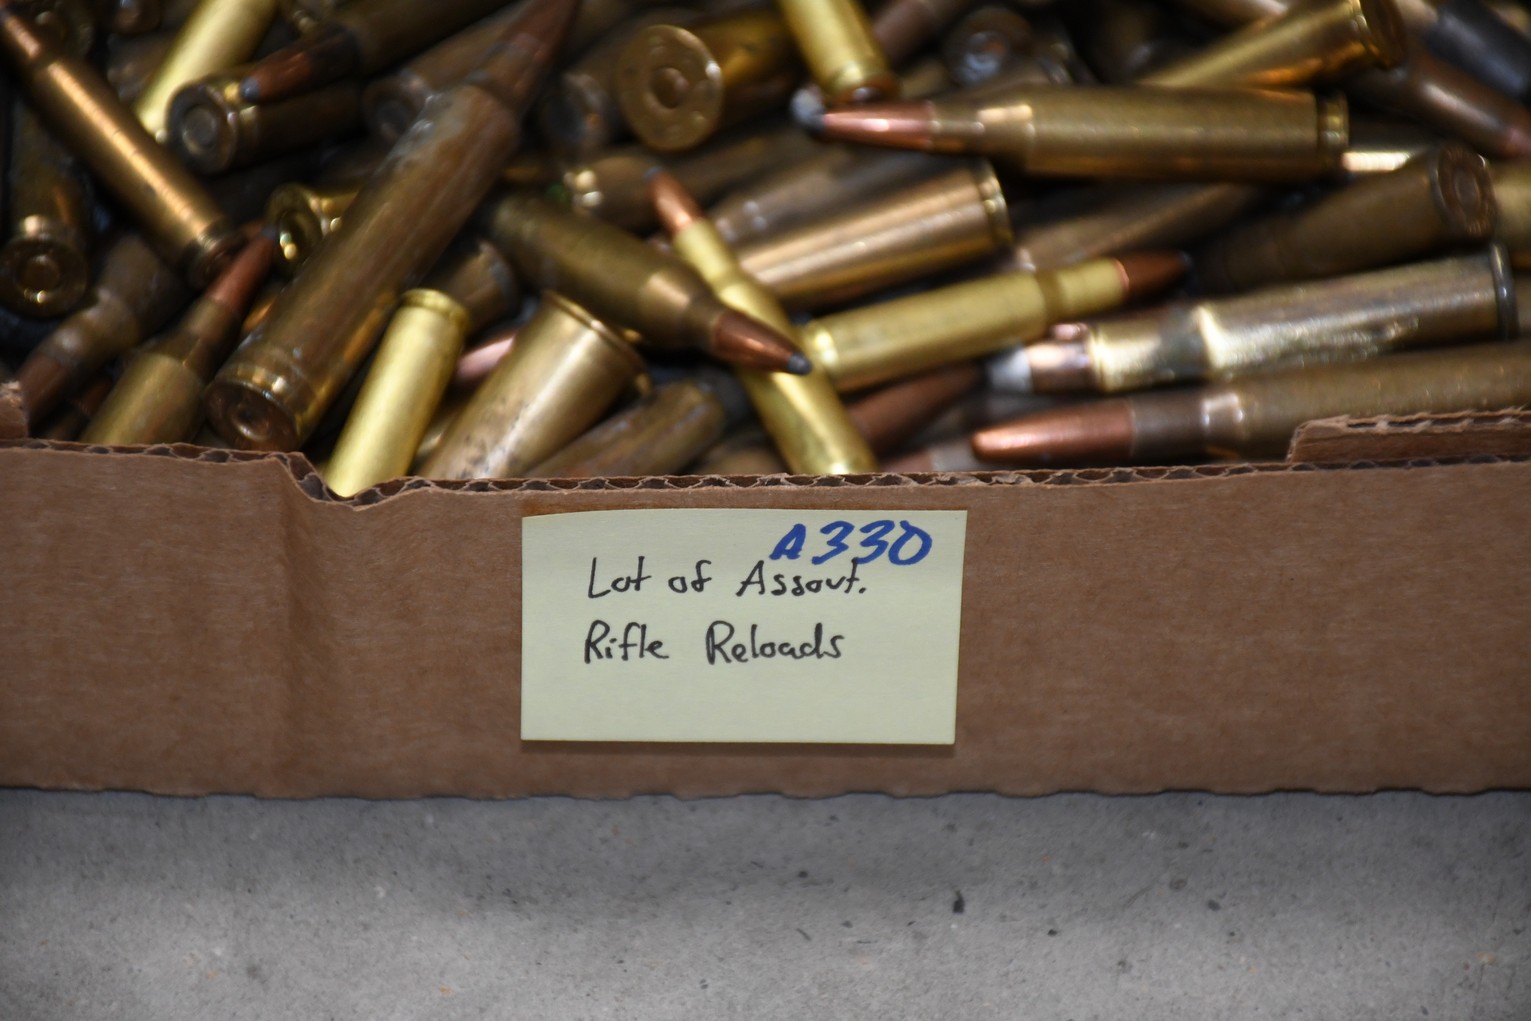 A330
Lot of Assort.
Rifle Reloads